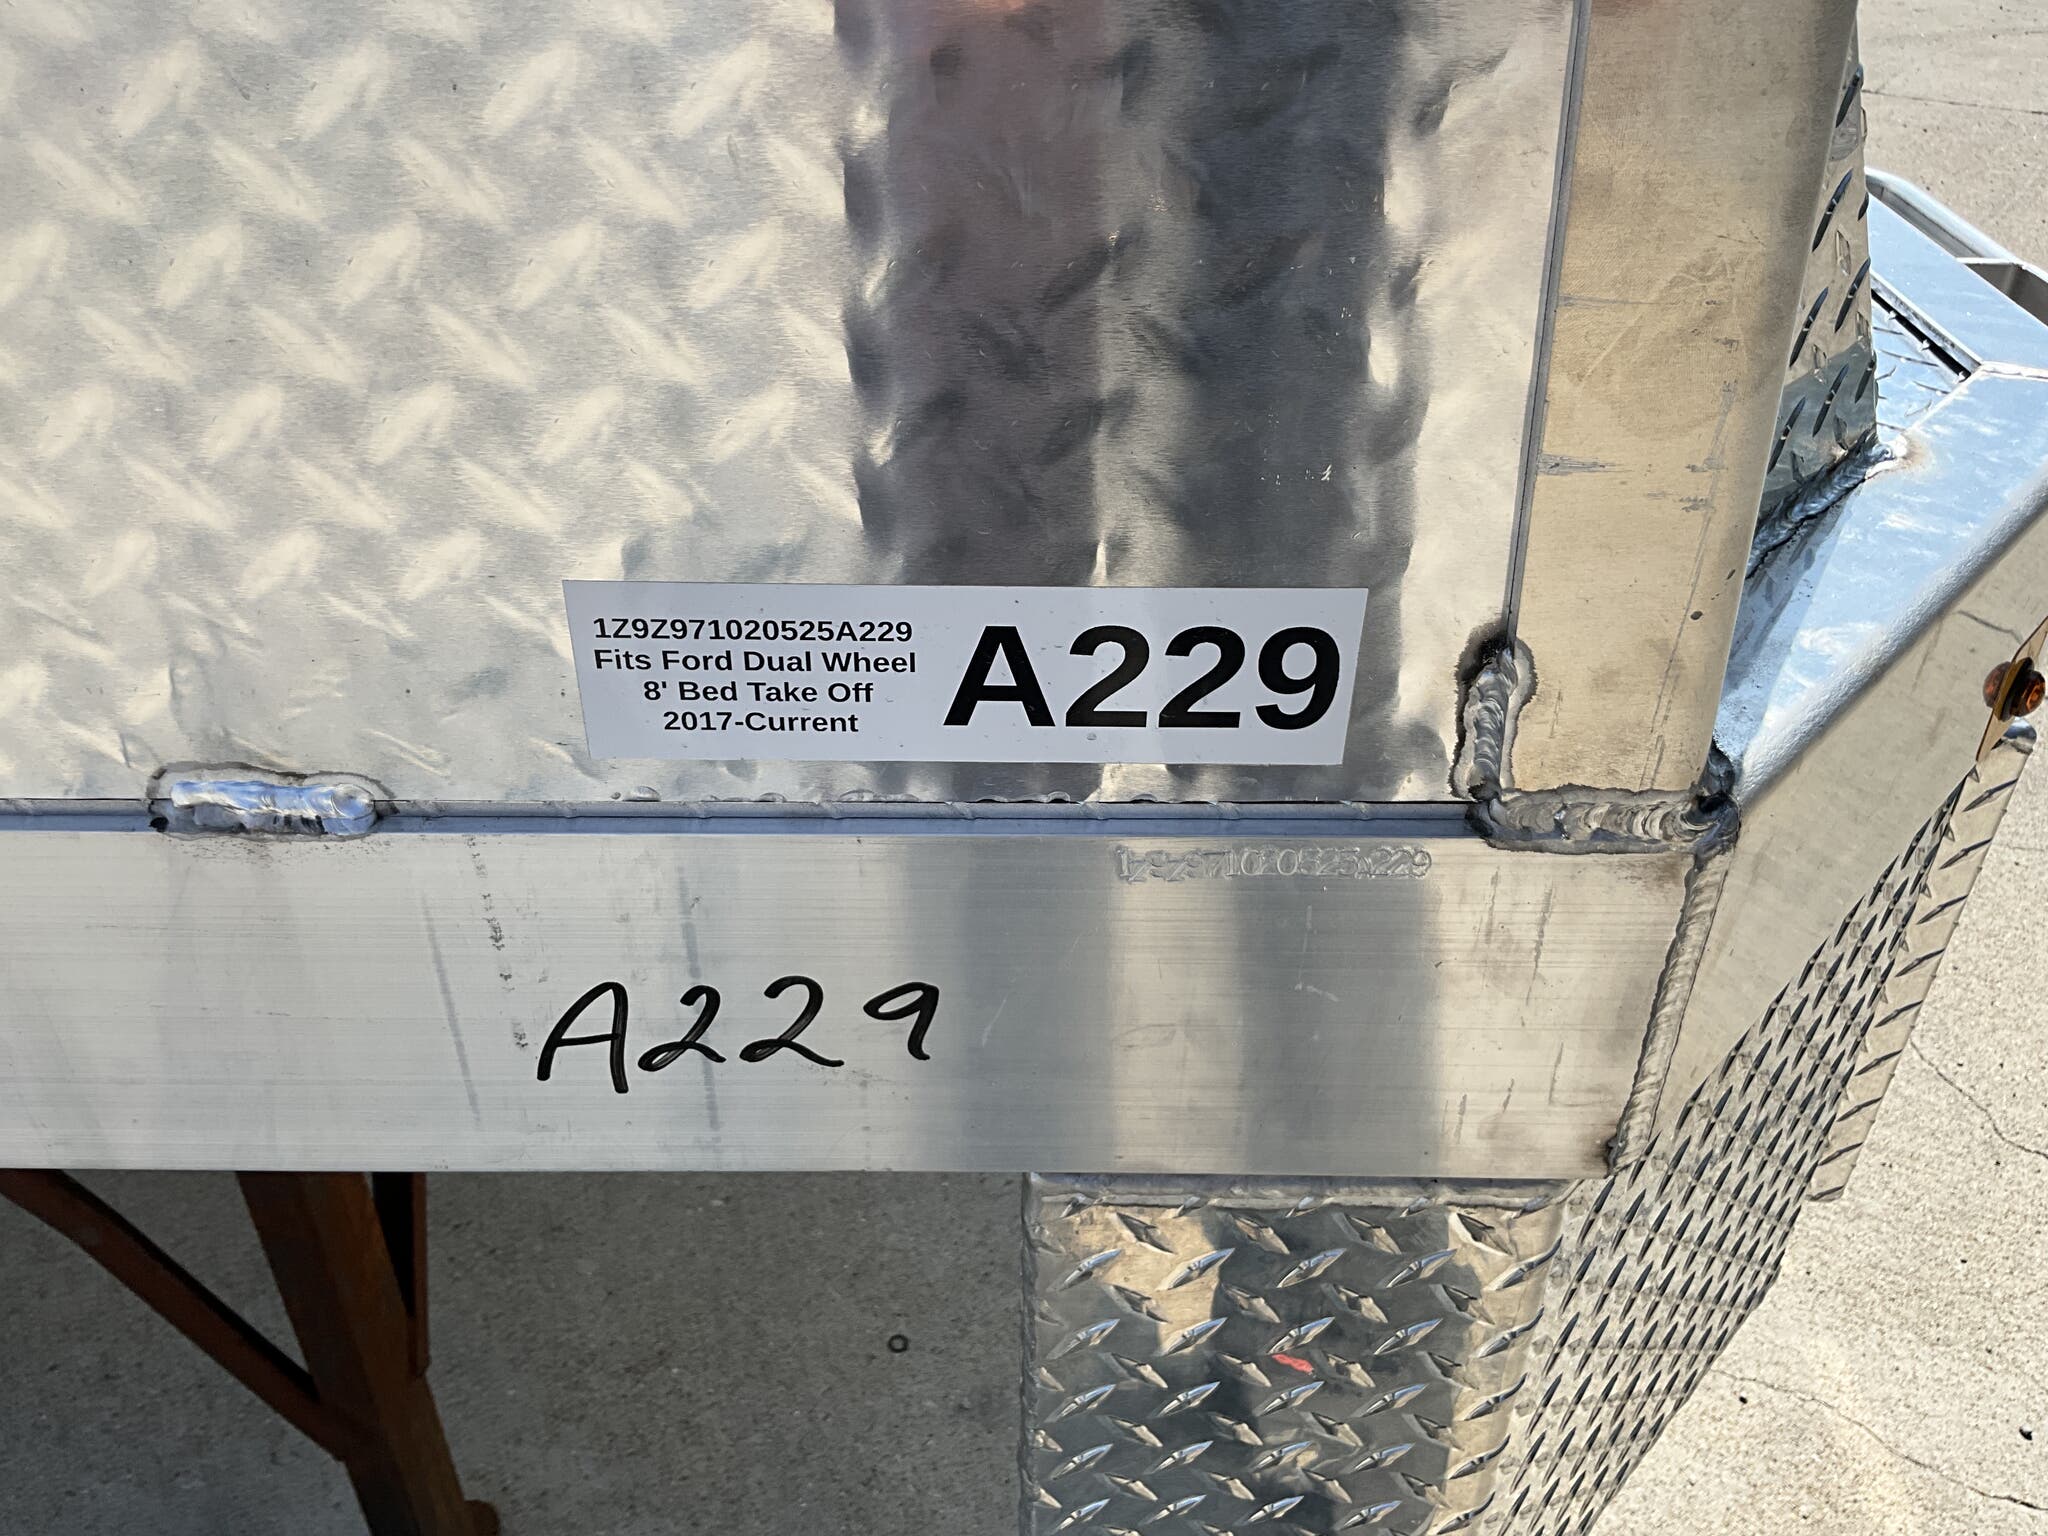 1Z9Z971020525A229
Fits Ford Dual Wheel
8' Bed Take Off
2017-Current
A229
1Z9Z971020525A229
A229